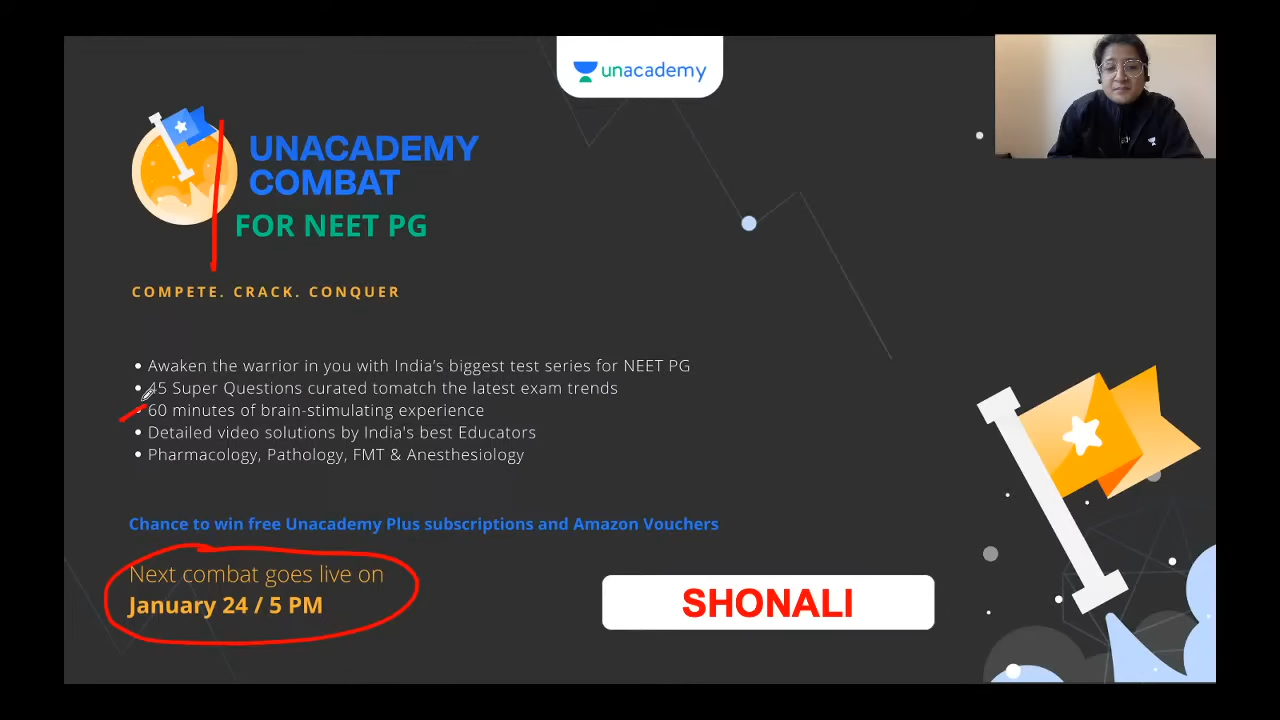 unacademy
UNACADEMY
COMBAT
FOR NEET PG
COMPETE. CRACK. CONQUER
Awaken the warrior in you with India's biggest test series for NEET PG
45 Super Questions curated tomatch the latest exam trends
60 minutes of brain-stimulating experience
Detailed video solutions by India's best Educators
Pharmacology, Pathology, FMT & Anesthesiology
Chance to win free Unacademy Plus subscriptions and Amazon Vouchers
Next combat goes live on
January 24 / 5 PM
SHONALI